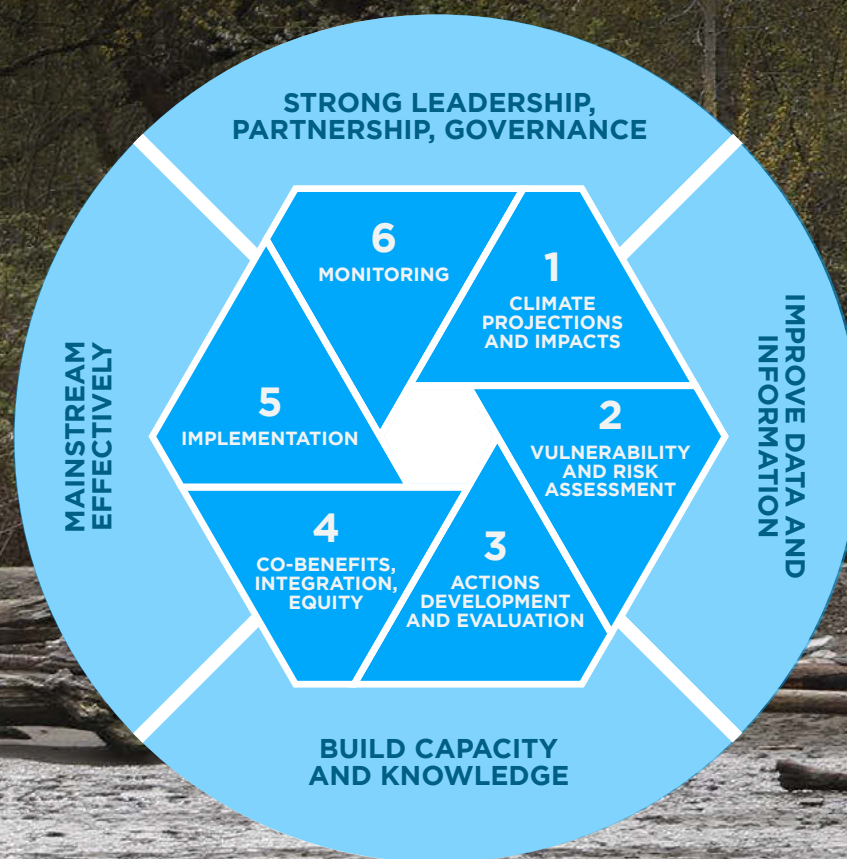 STRONG LEADERSHIP,
PARTNERSHIP, GOVERNANCE
6
MONITORING
1
CLIMATE
PROJECTIONS
AND IMPACTS
2
VULNERABILITY
AND RISK
ASSESSMENT
3
ACTIONS
DEVELOPMENT
AND EVALUATION
4
CO-BENEFITS,
INTEGRATION,
EQUITY
5
IMPLEMENTATION
IMPROVE DATA AND
INFORMATION
BUILD CAPACITY
AND KNOWLEDGE
MAINSTREAM
EFFECTIVELY